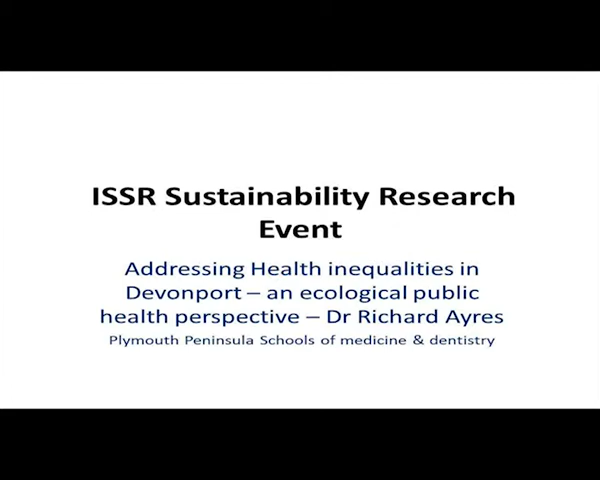 ISSR Sustainability Research
Event
Addressing Health inequalities in
Devonport – an ecological public
health perspective – Dr Richard Ayres
Plymouth Peninsula Schools of medicine & dentistry